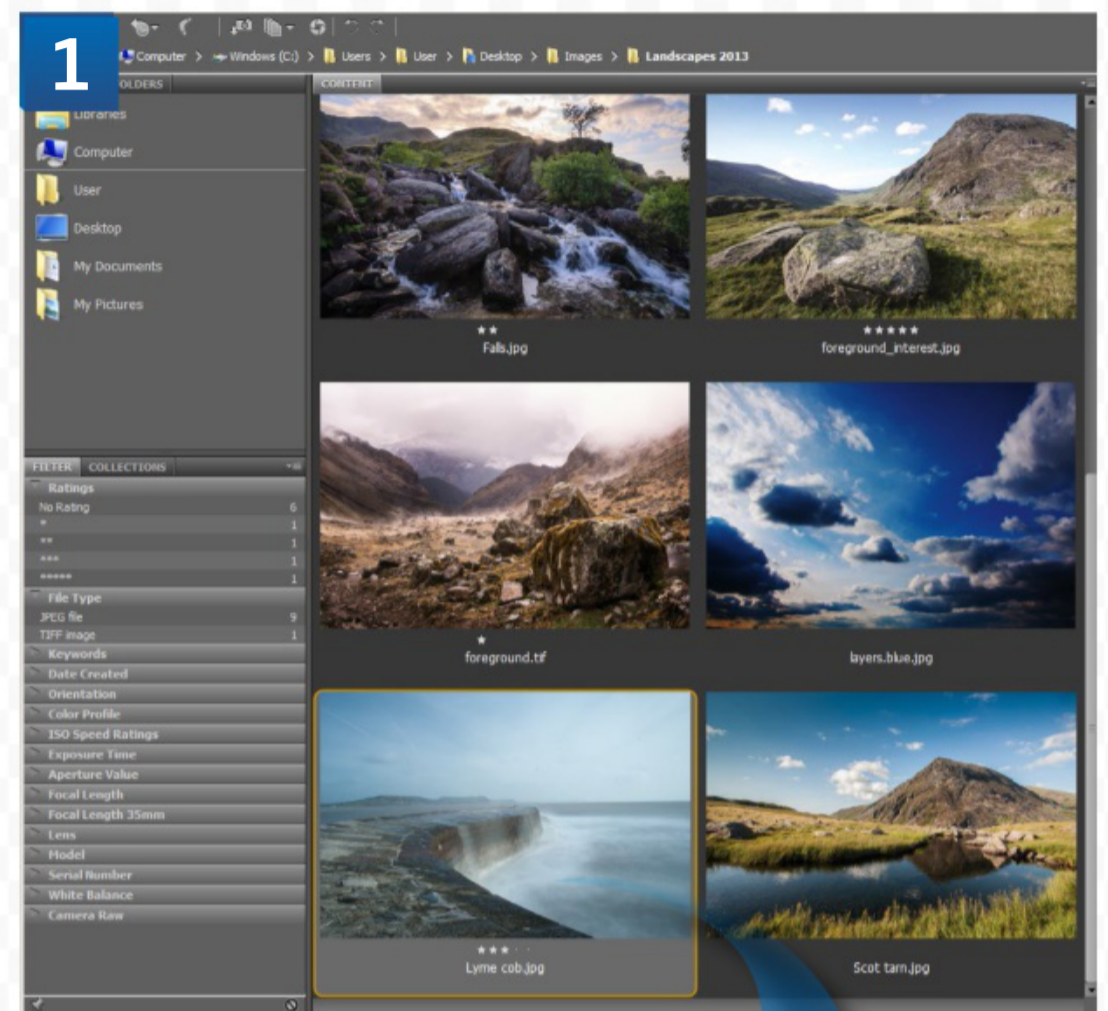 1
Computer > Windows (C:) > Users > User > Desktop > Images > Landscapes 2013
OLDERS
CONTENT
Libraries
Computer
User
Desktop
My Documents
My Pictures
★★
Falls.jpg
★★★★★
foreground_interest.jpg
★
foreground.tif
layers.blue.jpg
★★★
Lyme cob.jpg
Scot tarn.jpg
FILTER COLLECTIONS
Ratings
No Rating 6
* 1
** 1
*** 1
***** 1
File Type
JPEG file 9
TIFF image 1
Keywords
Date Created
Orientation
Color Profile
ISO Speed Ratings
Exposure Time
Aperture Value
Focal Length
Focal Length 35mm
Lens
Model
Serial Number
White Balance
Camera Raw